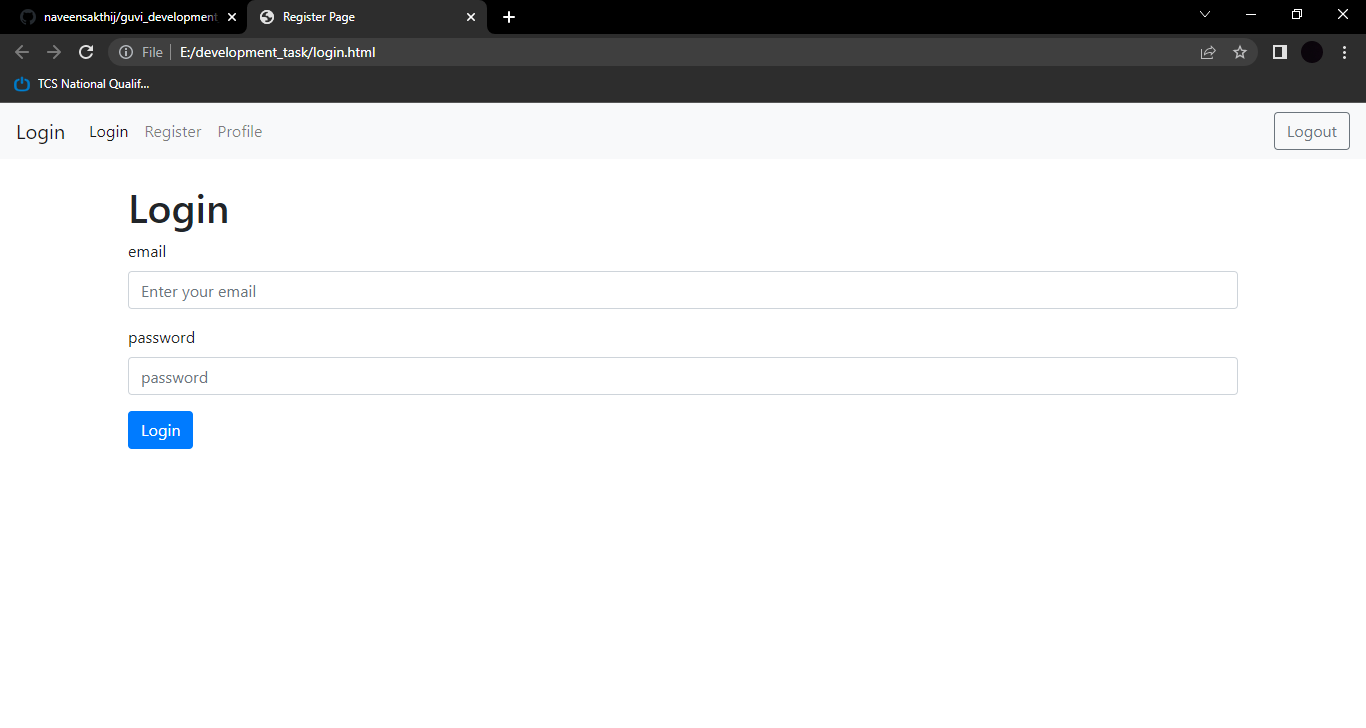 naveensakthij/guvi_development
Register Page
File E:/development_task/login.html
TCS National Qualif...
Login Login Register Profile Logout
Login
email
Enter your email
password
password
Login